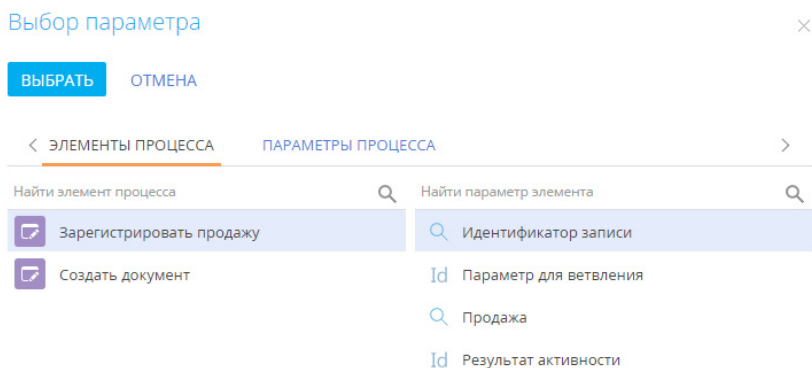 Выбор параметра
ВЫБРАТЬ ОТМЕНА
ЭЛЕМЕНТЫ ПРОЦЕССА ПАРАМЕТРЫ ПРОЦЕССА
Найти элемент процесса Найти параметр элемента
Зарегистрировать продажу Идентификатор записи
Создать документ Id Параметр для ветвления
Продажа
Id Результат активности